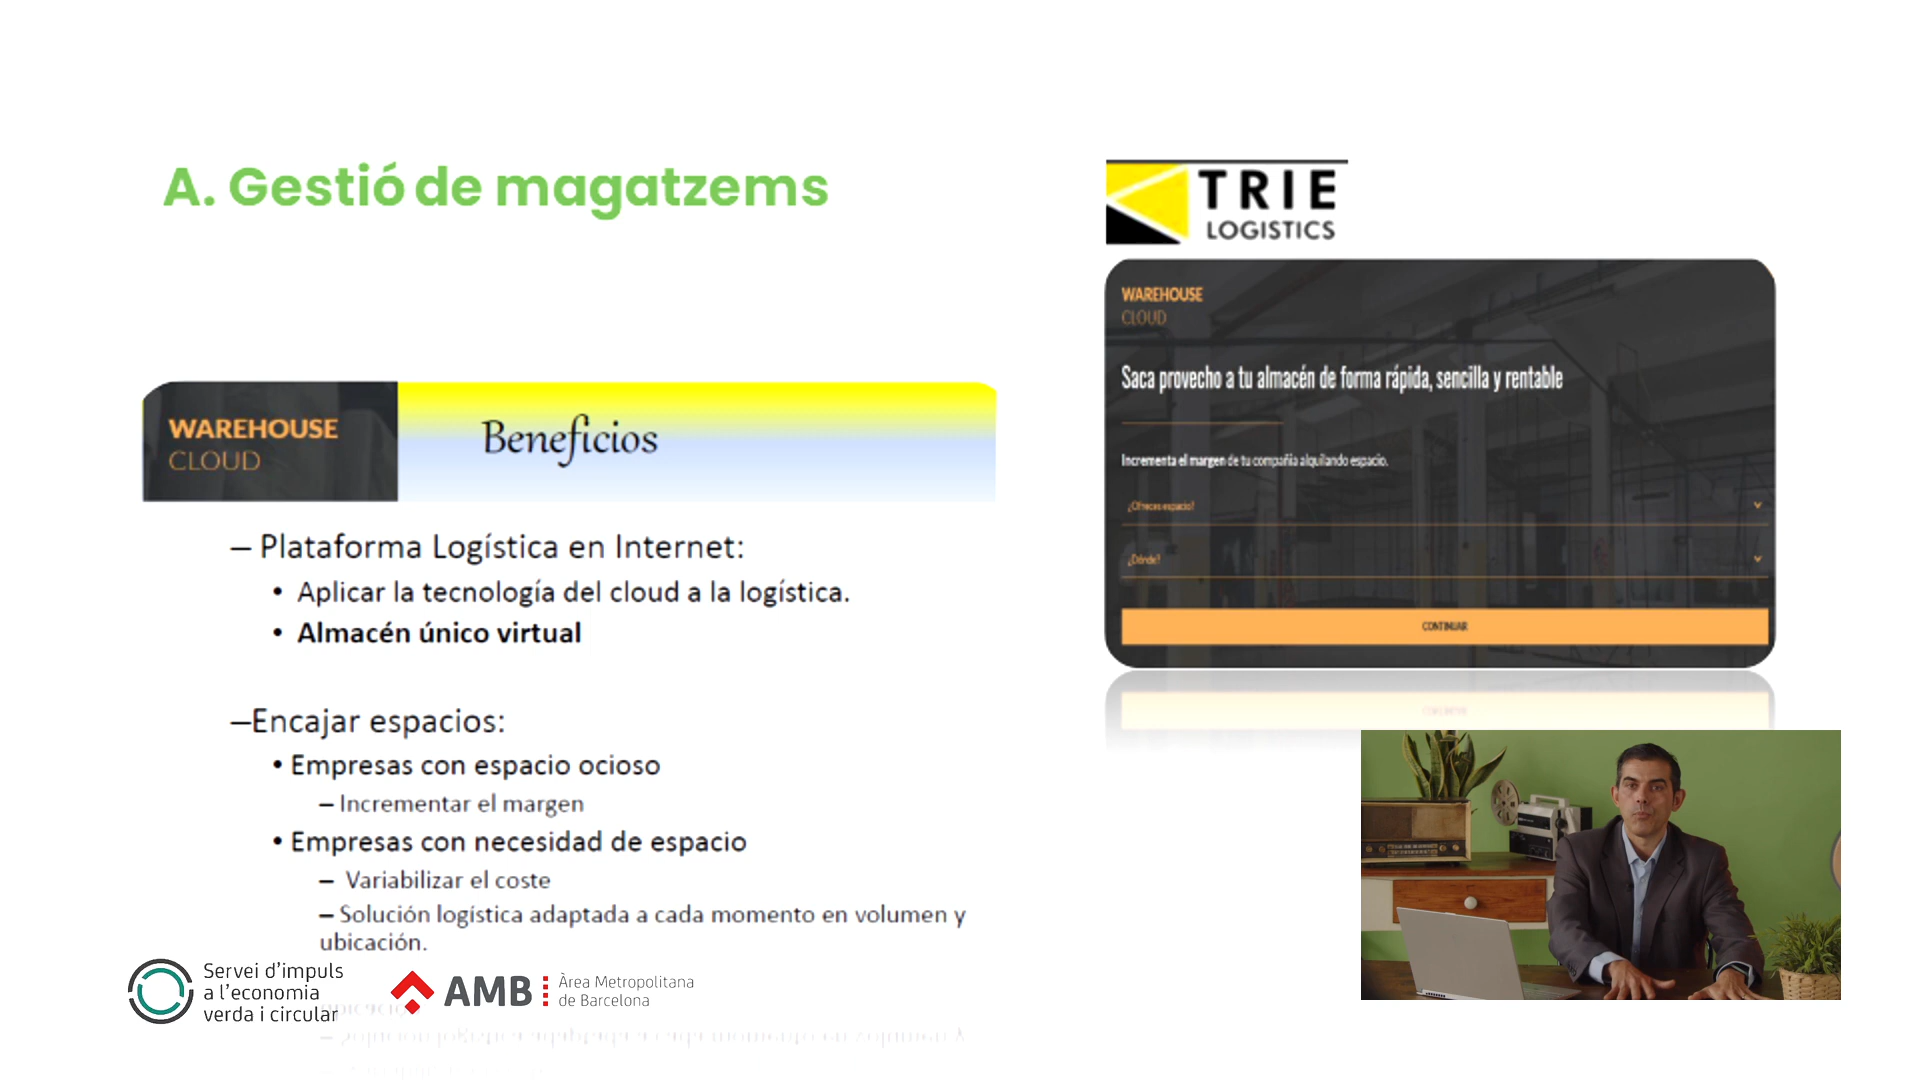 A. Gestió de magatzems
WAREHOUSE
CLOUD
Beneficios
– Plataforma Logística en Internet:
• Aplicar la tecnología del cloud a la logística.
• Almacén único virtual
–Encajar espacios:
• Empresas con espacio ocioso
– Incrementar el margen
• Empresas con necesidad de espacio
– Variabilizar el coste
– Solución logística adaptada a cada momento en volumen y
ubicación.
TRIE
LOGISTICS
WAREHOUSE
CLOUD
Saca provecho a tu almacén de forma rápida, sencilla y rentable
Incrementa el margen de tu compañia alquilando espacio.
¿Ofreces espacio?
¿Dónde?
CONTINUAR
Servei d'impuls
a l'economia
verda i circular
AMB
Àrea Metropolitana
de Barcelona